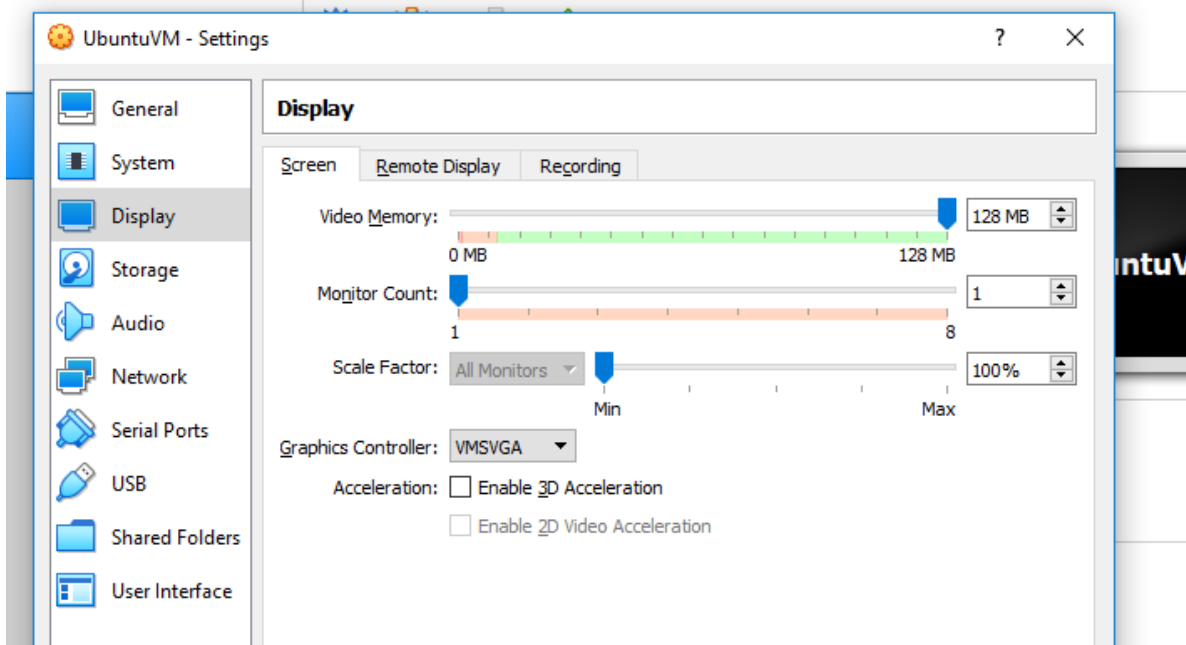 UbuntuVM - Settings
?
General
System
Display
Storage
Audio
Network
Serial Ports
USB
Shared Folders
User Interface
Display
Screen
Remote Display
Recording
Video Memory:
128 MB
0 MB
128 MB
Monitor Count:
1
1
8
Scale Factor:
All Monitors
100%
Min
Max
Graphics Controller:
VMSVGA
Acceleration:
Enable 3D Acceleration
Enable 2D Video Acceleration